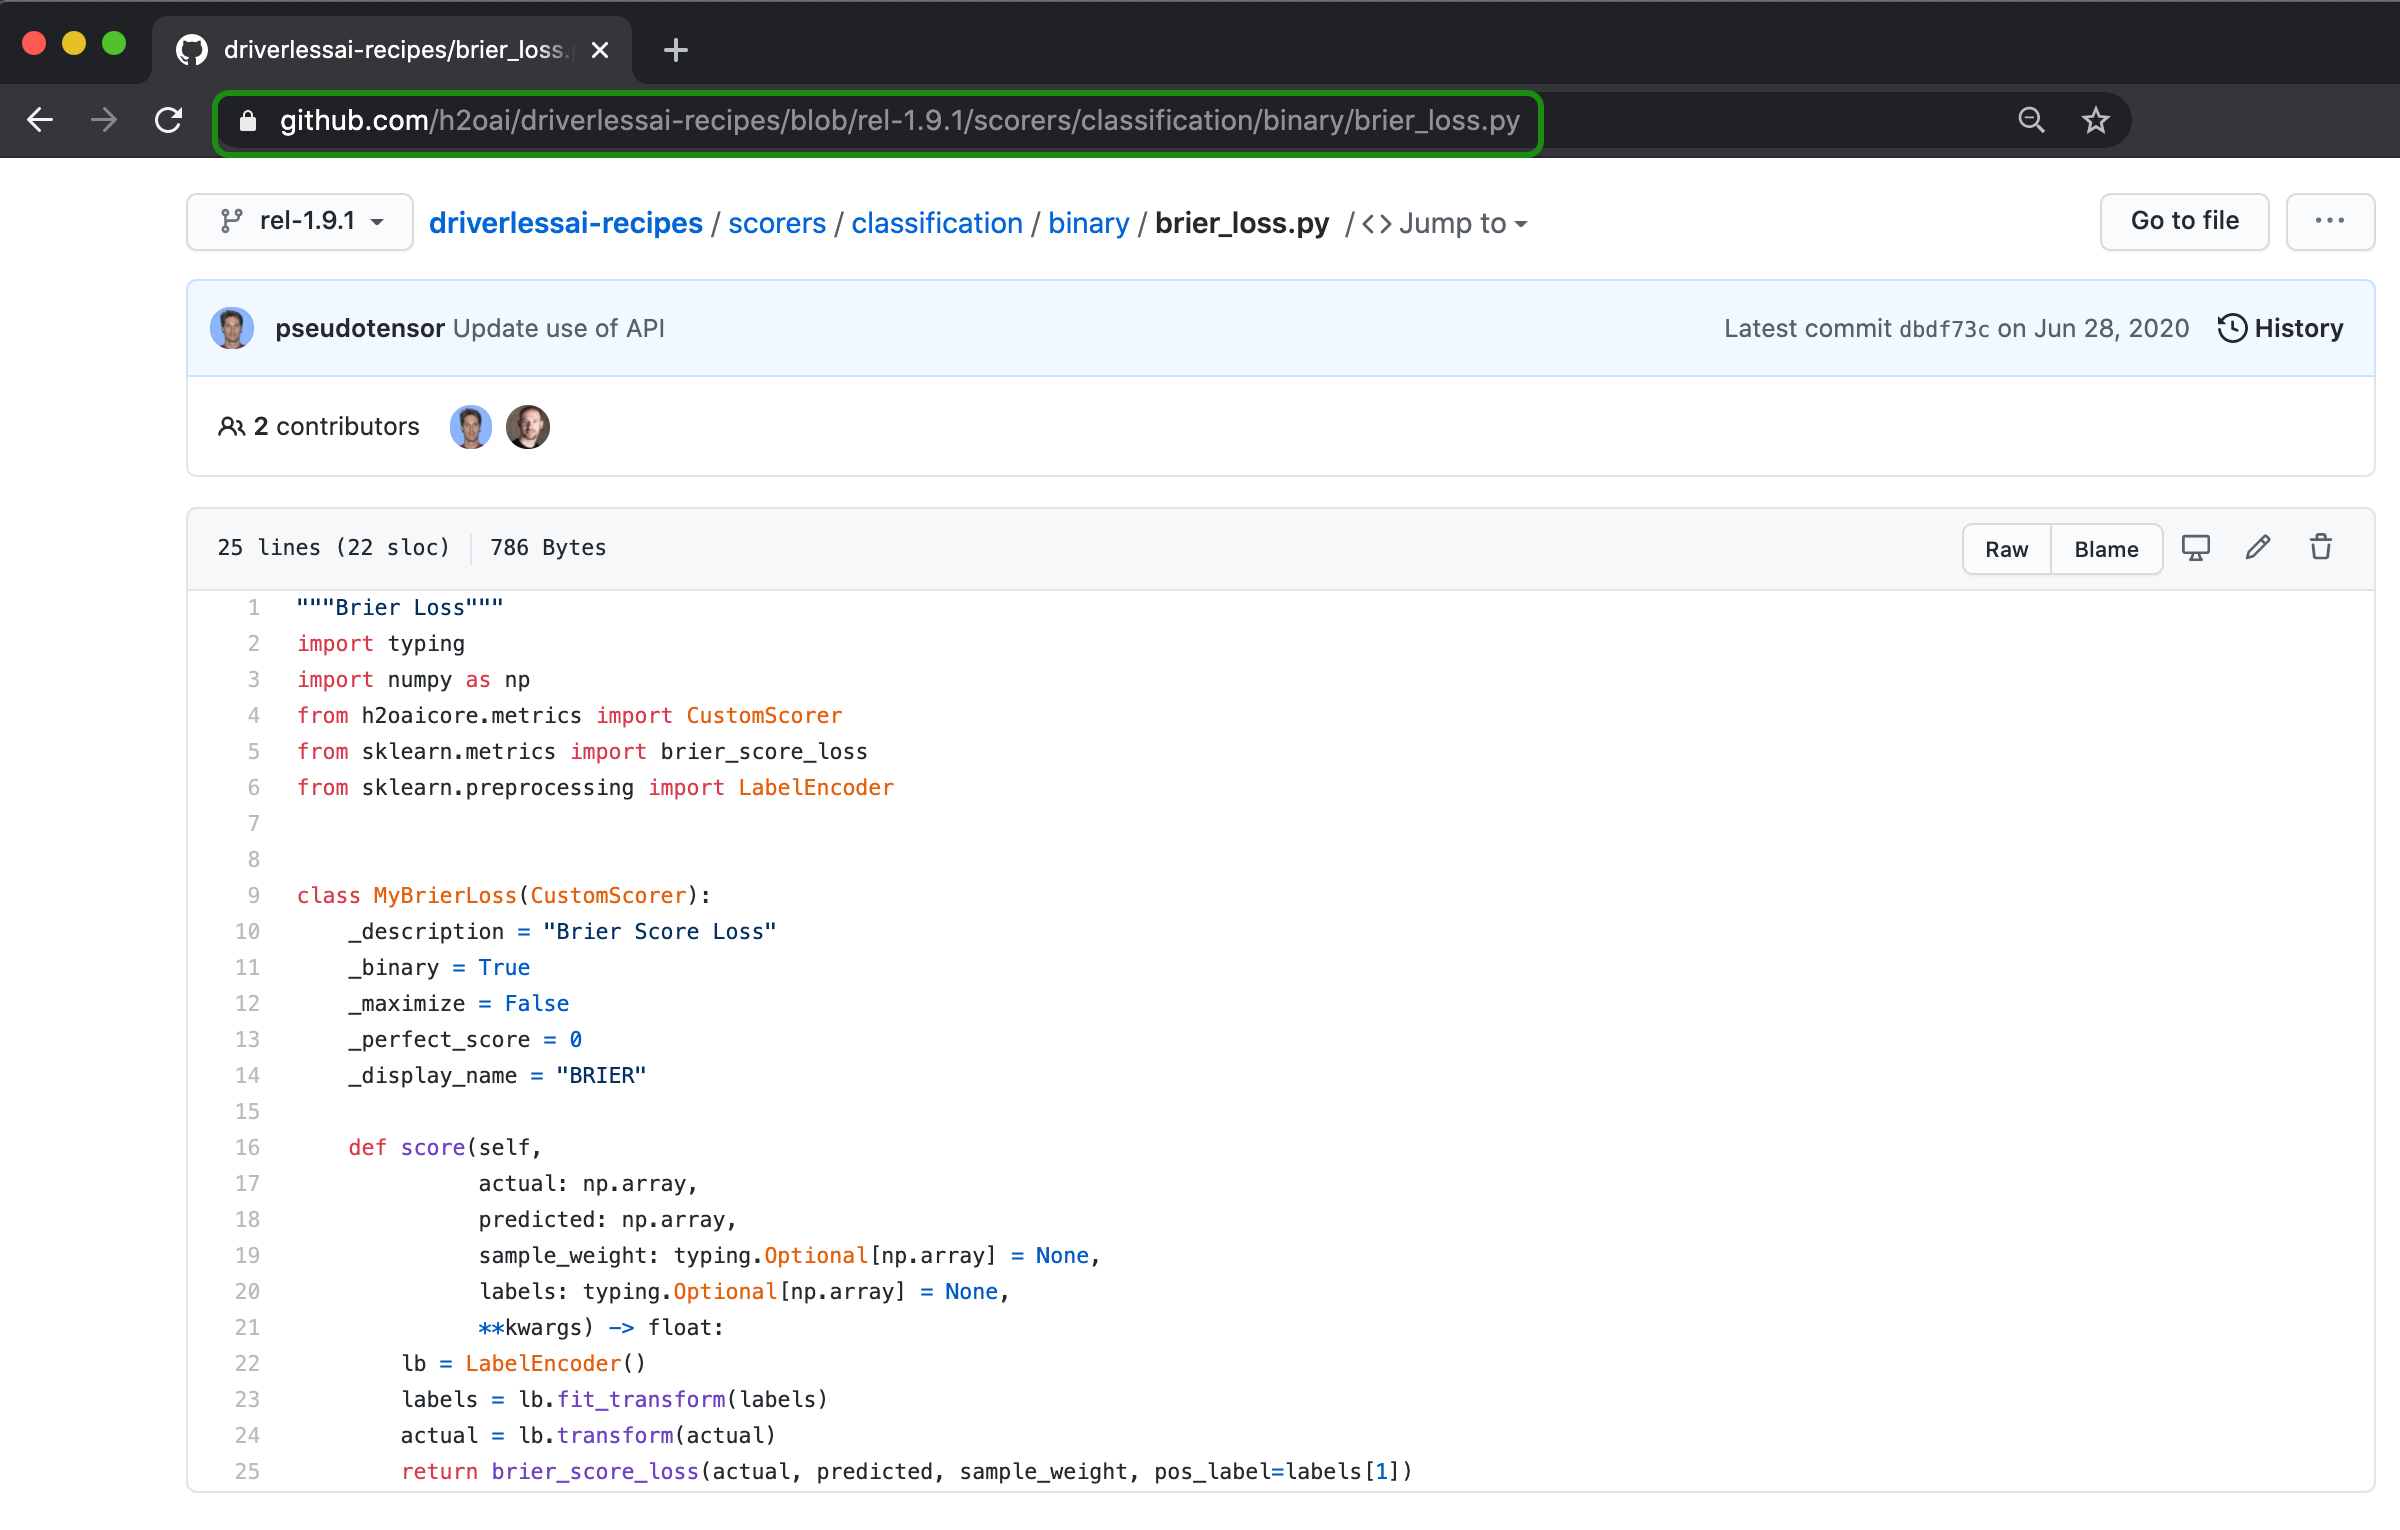 driverlessai-recipes/brier_loss.
github.com/h2oai/driverlessai-recipes/blob/rel-1.9.1/scorers/classification/binary/brier_loss.py
rel-1.9.1 driverlessai-recipes / scorers / classification / binary / brier_loss.py / <> Jump to Go to file ...
pseudotensor Update use of API Latest commit dbdf73c on Jun 28, 2020 History
2 contributors
25 lines (22 sloc) 786 Bytes Raw Blame
1 """Brier Loss"""
2 import typing
3 import numpy as np
4 from h2oaicore.metrics import CustomScorer
5 from sklearn.metrics import brier_score_loss
6 from sklearn.preprocessing import LabelEncoder
7
8
9 class MyBrierLoss(CustomScorer):
10     _description = "Brier Score Loss"
11     _binary = True
12     _maximize = False
13     _perfect_score = 0
14     _display_name = "BRIER"
15
16     def score(self,
17               actual: np.array,
18               predicted: np.array,
19               sample_weight: typing.Optional[np.array] = None,
20               labels: typing.Optional[np.array] = None,
21               **kwargs) -> float:
22         lb = LabelEncoder()
23         labels = lb.fit_transform(labels)
24         actual = lb.transform(actual)
25         return brier_score_loss(actual, predicted, sample_weight, pos_label=labels[1])